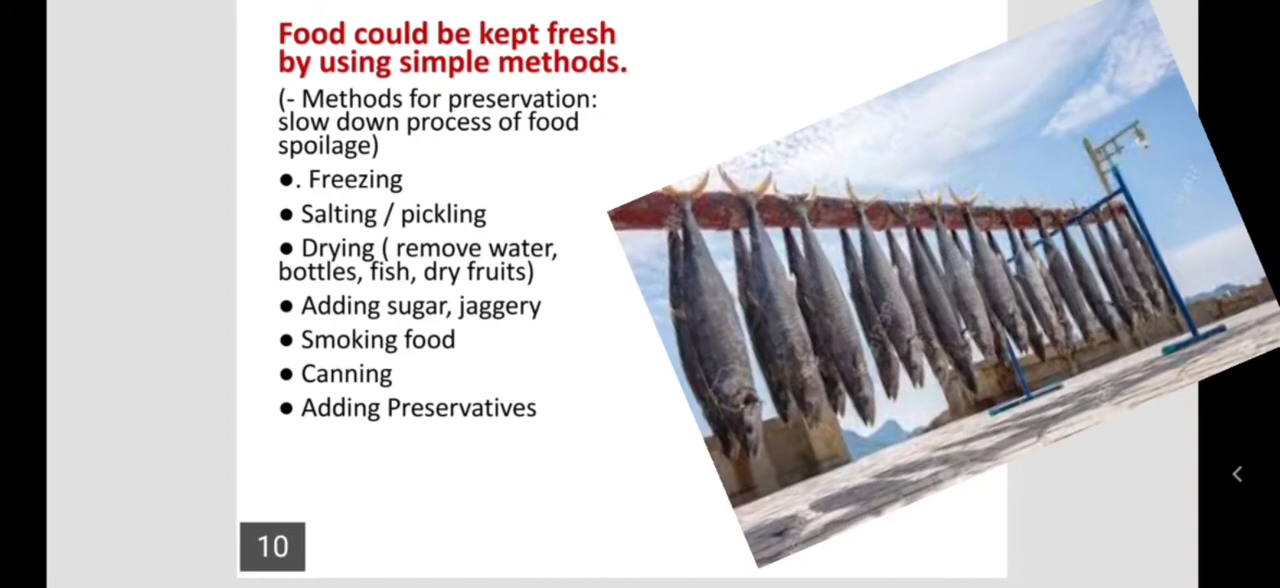 Food could be kept fresh
by using simple methods.
(- Methods for preservation:
slow down process of food
spoilage)
●. Freezing
● Salting / pickling
● Drying ( remove water,
bottles, fish, dry fruits)
● Adding sugar, jaggery
● Smoking food
● Canning
● Adding Preservatives
10